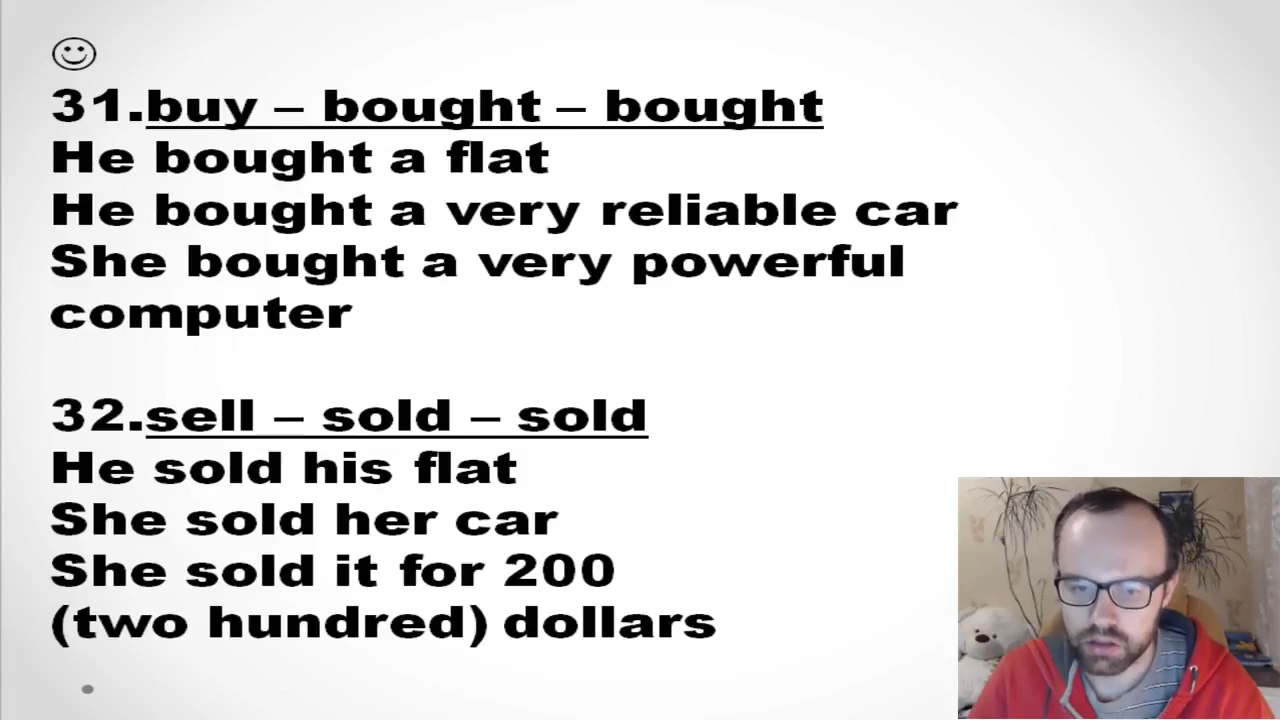 31.buy – bought – bought
He bought a flat
He bought a very reliable car
She bought a very powerful
computer
32.sell – sold – sold
He sold his flat
She sold her car
She sold it for 200
(two hundred) dollars